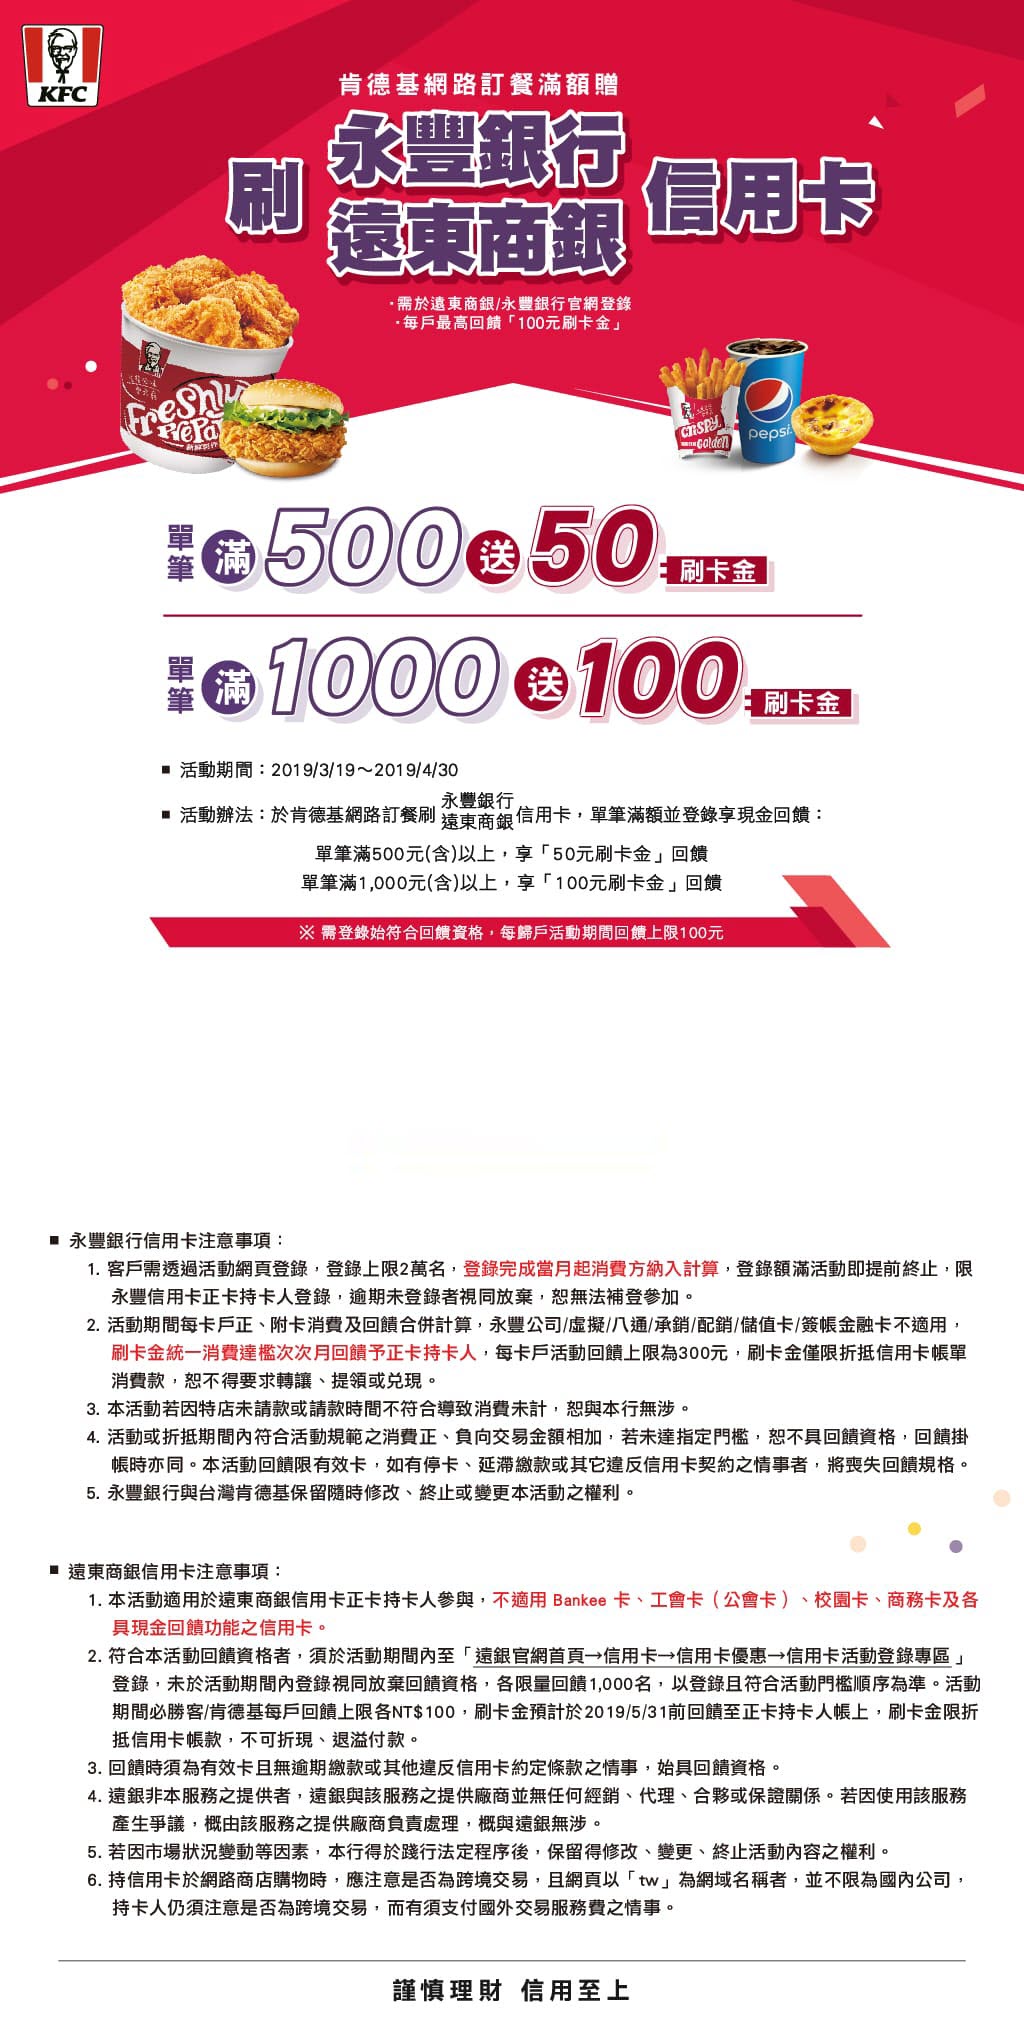 KFC
肯德基網路訂餐滿額贈
刷 永豐銀行 遠東商銀 信用卡
·需於遠東商銀/永豐銀行官網登錄
·每戶最高回饋「100元刷卡金」
Freshly
Prepa
新鮮現作
CRISPY
Golden
pepsi
單筆 滿 500 送 50 刷卡金
單筆 滿 1000 送 100 刷卡金
■ 活動期間：2019/3/19～2019/4/30
■ 活動辦法：於肯德基網路訂餐刷 永豐銀行 遠東商銀 信用卡，單筆滿額並登錄享現金回饋：
單筆滿500元(含)以上，享「50元刷卡金」回饋
單筆滿1,000元(含)以上，享「100元刷卡金」回饋
※ 需登錄始符合回饋資格，每歸戶活動期間回饋上限100元
■ 永豐銀行信用卡注意事項：
1. 客戶需透過活動網頁登錄，登錄上限2萬名，登錄完成當月起消費方納入計算，登錄額滿活動即提前終止，限
永豐信用卡正卡持卡人登錄，逾期未登錄者視同放棄，恕無法補登參加。
2. 活動期間每卡戶正、附卡消費及回饋合併計算，永豐公司/虛擬/八通/承銷/配銷/儲值卡/簽帳金融卡不適用，
刷卡金統一消費達檻次次月回饋予正卡持卡人，每卡戶活動回饋上限為300元，刷卡金僅限折抵信用卡帳單
消費款，恕不得要求轉讓、提領或兌現。
3. 本活動若因特店未請款或請款時間不符合導致消費未計，恕與本行無涉。
4. 活動或折抵期間內符合活動規範之消費正、負向交易金額相加，若未達指定門檻，恕不具回饋資格，回饋掛
帳時亦同。本活動回饋限有效卡，如有停卡、延滯繳款或其它違反信用卡契約之情事者，將喪失回饋規格。
5. 永豐銀行與台灣肯德基保留隨時修改、終止或變更本活動之權利。
■ 遠東商銀信用卡注意事項：
1. 本活動適用於遠東商銀信用卡正卡持卡人參與，不適用 Bankee 卡、工會卡（公會卡）、校園卡、商務卡及各
具現金回饋功能之信用卡。
2. 符合本活動回饋資格者，須於活動期間內至「遠銀官網首頁→信用卡→信用卡優惠→信用卡活動登錄專區」
登錄，未於活動期間內登錄視同放棄回饋資格，各限量回饋1,000名，以登錄且符合活動門檻順序為準。活動
期間必勝客/肯德基每戶回饋上限各NT$100，刷卡金預計於2019/5/31前回饋至正卡持卡人帳上，刷卡金限折
抵信用卡帳款，不可折現、退溢付款。
3. 回饋時須為有效卡且無逾期繳款或其他違反信用卡約定條款之情事，始具回饋資格。
4. 遠銀非本服務之提供者，遠銀與該服務之提供廠商並無任何經銷、代理、合夥或保證關係。若因使用該服務
產生爭議，概由該服務之提供廠商負責處理，概與遠銀無涉。
5. 若因市場狀況變動等因素，本行得於踐行法定程序後，保留得修改、變更、終止活動內容之權利。
6. 持信用卡於網路商店購物時，應注意是否為跨境交易，且網頁以「tw」為網域名稱者，並不限為國內公司，
持卡人仍須注意是否為跨境交易，而有須支付國外交易服務費之情事。
謹慎理財 信用至上